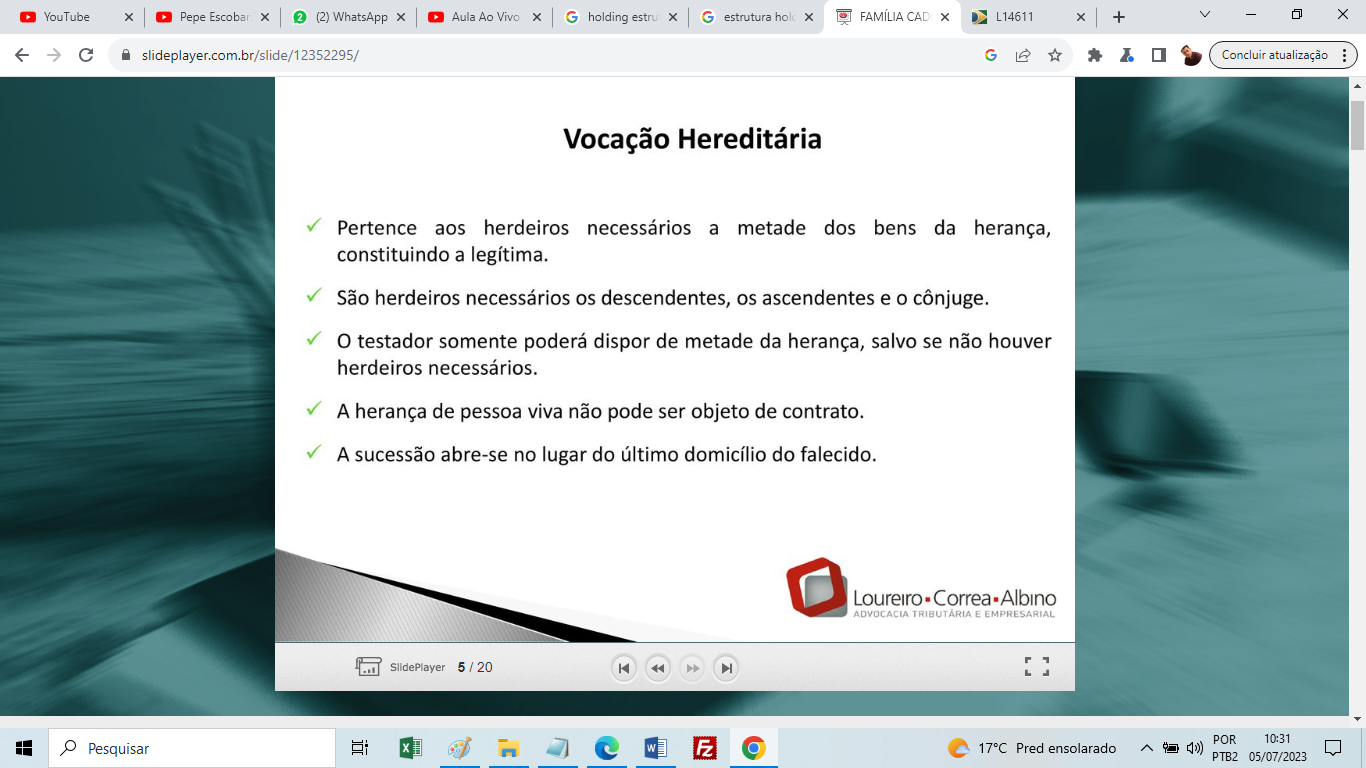 YouTube
Pepe Escobar
(2) WhatsApp
Aula Ao Vivo
holding estru
estrutura hold
FAMÍLIA CAD
L14611
slideplayer.com.br/slide/12352295/
Concluir atualização
Vocação Hereditária
Pertence aos herdeiros necessários a metade dos bens da herança,
constituindo a legítima.
São herdeiros necessários os descendentes, os ascendentes e o cônjuge.
O testador somente poderá dispor de metade da herança, salvo se não houver
herdeiros necessários.
A herança de pessoa viva não pode ser objeto de contrato.
A sucessão abre-se no lugar do último domicílio do falecido.
Loureiro Correa Albino
ADVOCACIA TRIBUTÁRIA E EMPRESARIAL
SlidePlayer 5 / 20
Pesquisar
17°C Pred ensolarado
POR
PTB2
10:31
05/07/2023